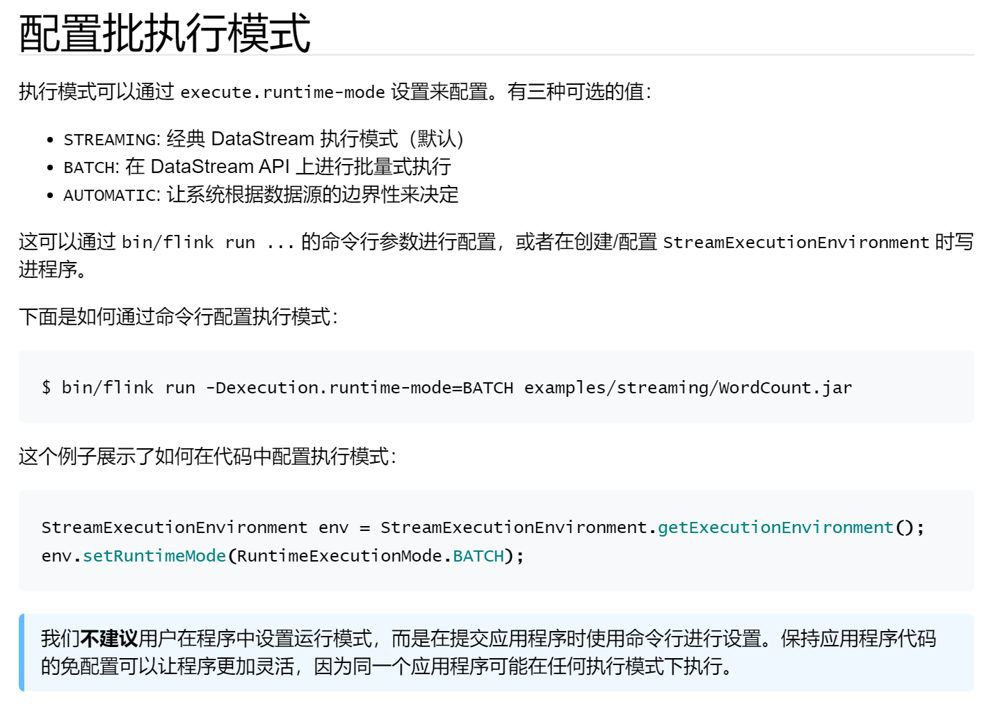 配置批执行模式
执行模式可以通过 execute.runtime-mode 设置来配置。有三种可选的值：
• STREAMING: 经典 DataStream 执行模式（默认)
• BATCH: 在 DataStream API 上进行批量式执行
• AUTOMATIC: 让系统根据数据源的边界性来决定
这可以通过 bin/flink run ... 的命令行参数进行配置，或者在创建/配置 StreamExecutionEnvironment 时写
进程序。
下面是如何通过命令行配置执行模式：
$ bin/flink run -Dexecution.runtime-mode=BATCH examples/streaming/WordCount.jar
这个例子展示了如何在代码中配置执行模式：
StreamExecutionEnvironment env = StreamExecutionEnvironment.getExecutionEnvironment();
env.setRuntimeMode(RuntimeExecutionMode.BATCH);
我们不建议用户在程序中设置运行模式，而是在提交应用程序时使用命令行进行设置。保持应用程序代码
的免配置可以让程序更加灵活，因为同一个应用程序可能在任何执行模式下执行。